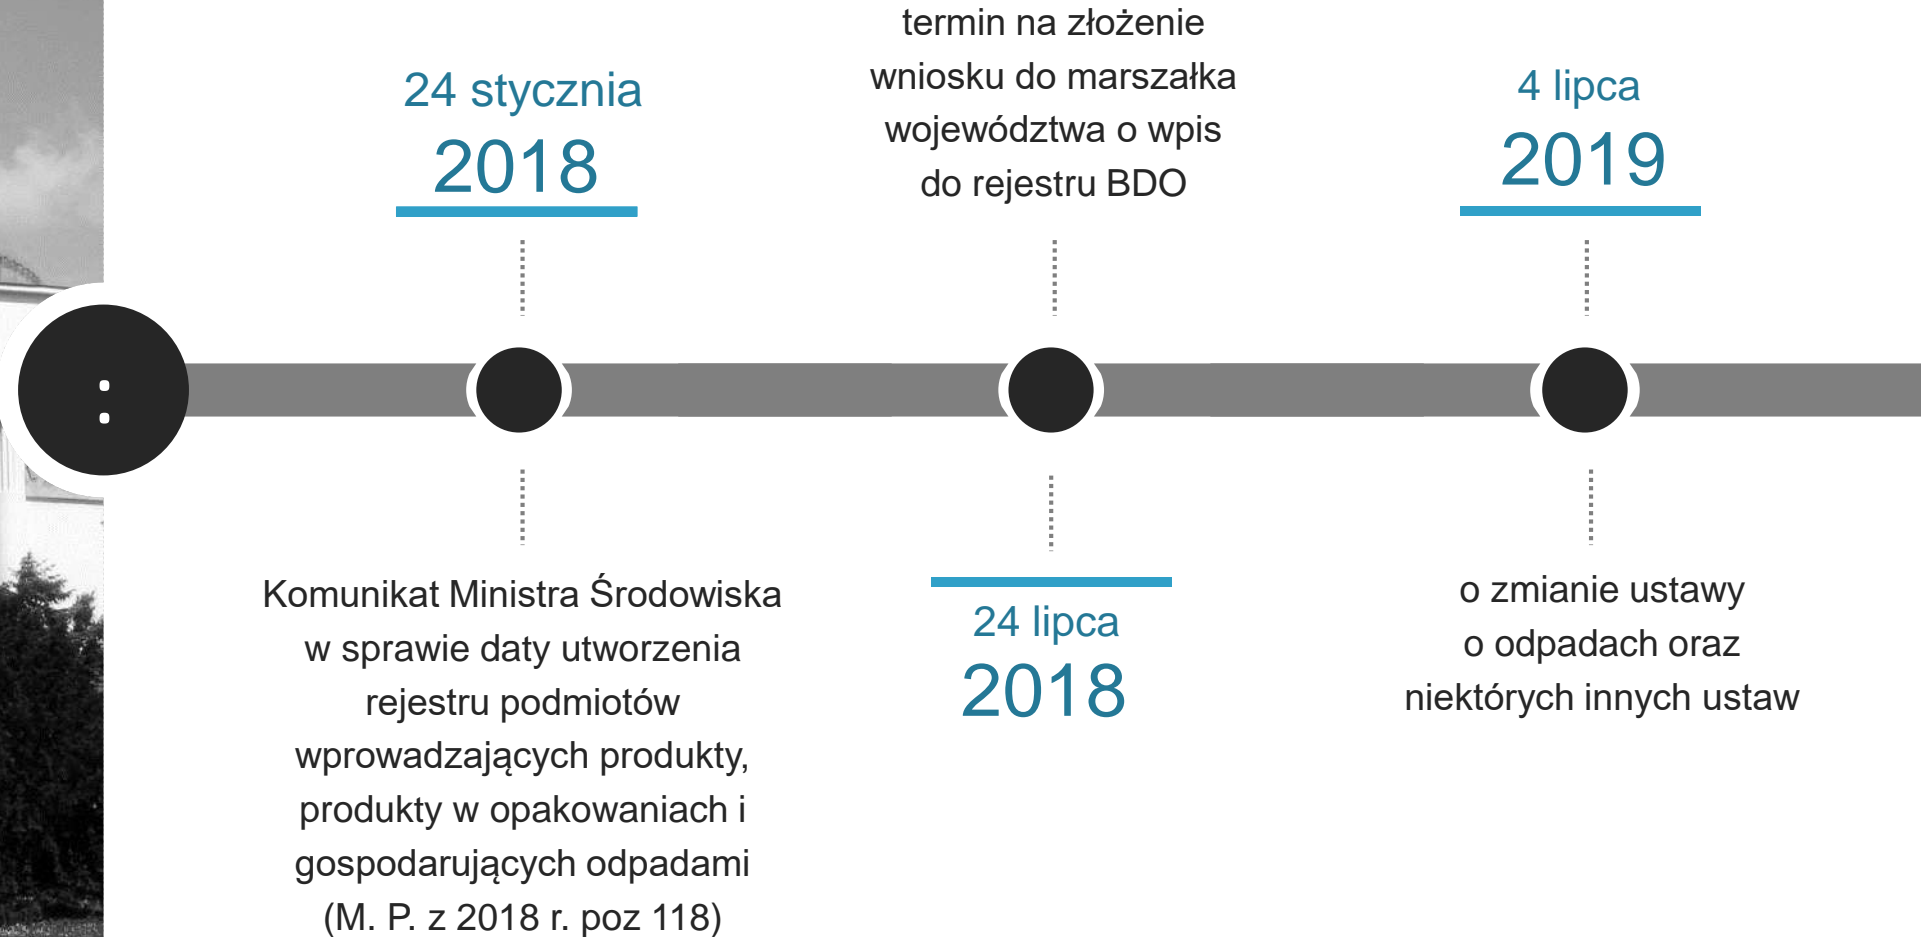 24 stycznia
2018
Komunikat Ministra Środowiska
w sprawie daty utworzenia
rejestru podmiotów
wprowadzających produkty,
produkty w opakowaniach i
gospodarujących odpadami
(M. P. z 2018 r. poz 118)
termin na złożenie
wniosku do marszałka
województwa o wpis
do rejestru BDO
24 lipca
2018
4 lipca
2019
o zmianie ustawy
o odpadach oraz
niektórych innych ustaw